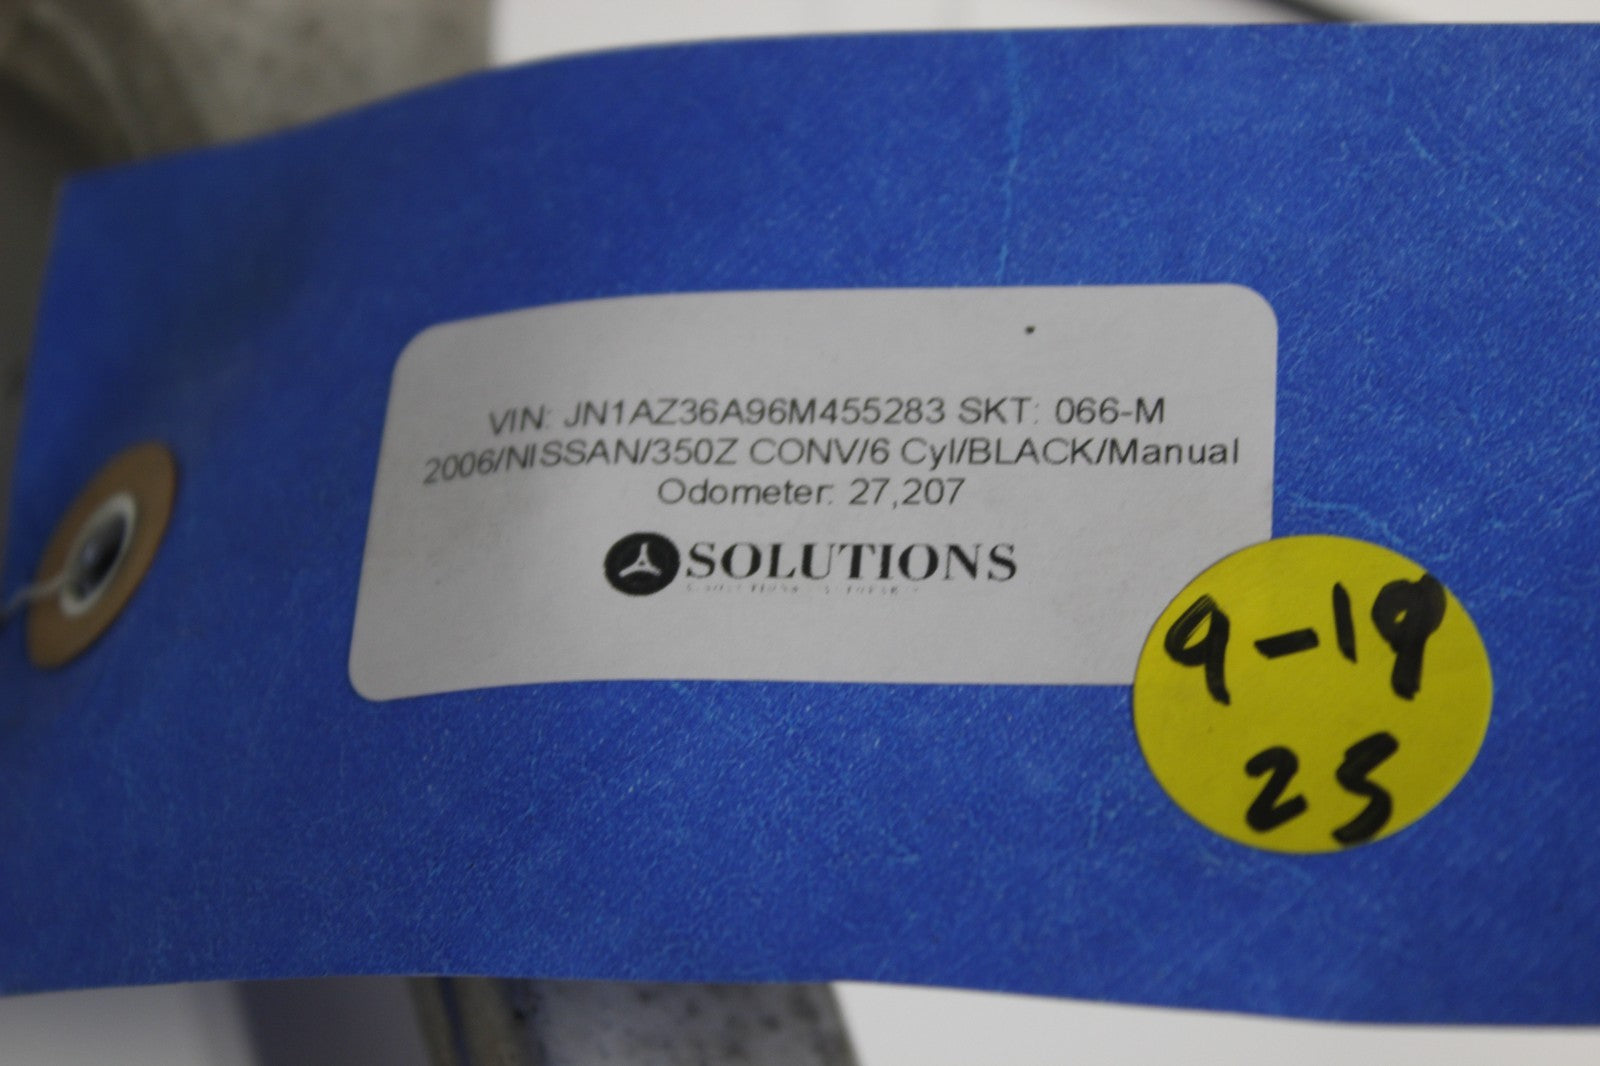 VIN: JN1AZ36A96M455283 SKT: 066-M
2006/NISSAN/350Z CONV/6 Cyl/BLACK/Manual
Odometer: 27,207
SOLUTIONS
9-19
25